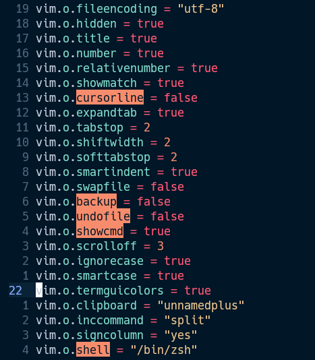 19 vim.o.fileencoding = "utf-8"
18 vim.o.hidden = true
17 vim.o.title = true
16 vim.o.number = true
15 vim.o.relativenumber = true
14 vim.o.showmatch = true
13 vim.o.cursorline = false
12 vim.o.expandtab = true
11 vim.o.tabstop = 2
10 vim.o.shiftwidth = 2
9 vim.o.softtabstop = 2
8 vim.o.smartindent = true
7 vim.o.swapfile = false
6 vim.o.backup = false
5 vim.o.undofile = false
4 vim.o.showcmd = true
3 vim.o.scrolloff = 3
2 vim.o.ignorecase = true
1 vim.o.smartcase = true
22 vim.o.termguicolors = true
1 vim.o.clipboard = "unnamedplus"
2 vim.o.inccommand = "split"
3 vim.o.signcolumn = "yes"
4 vim.o.shell = "/bin/zsh"